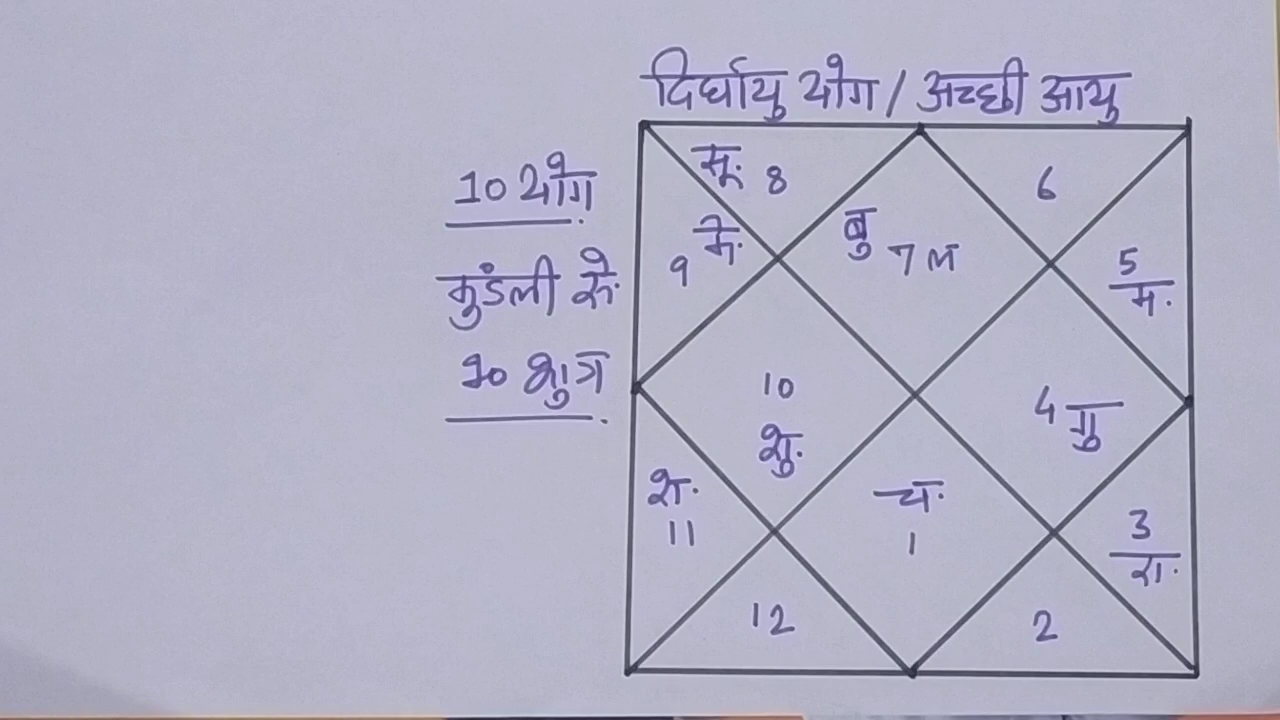 दिर्घायु योग / अच्छी आयु
10 योग
कुंडली से
10 शुत्र
सू. 8
6
9 के.
बु 7 ल
5
म.
10
शु.
4 गु
श.
11
च.
1
3
रा.
12
2